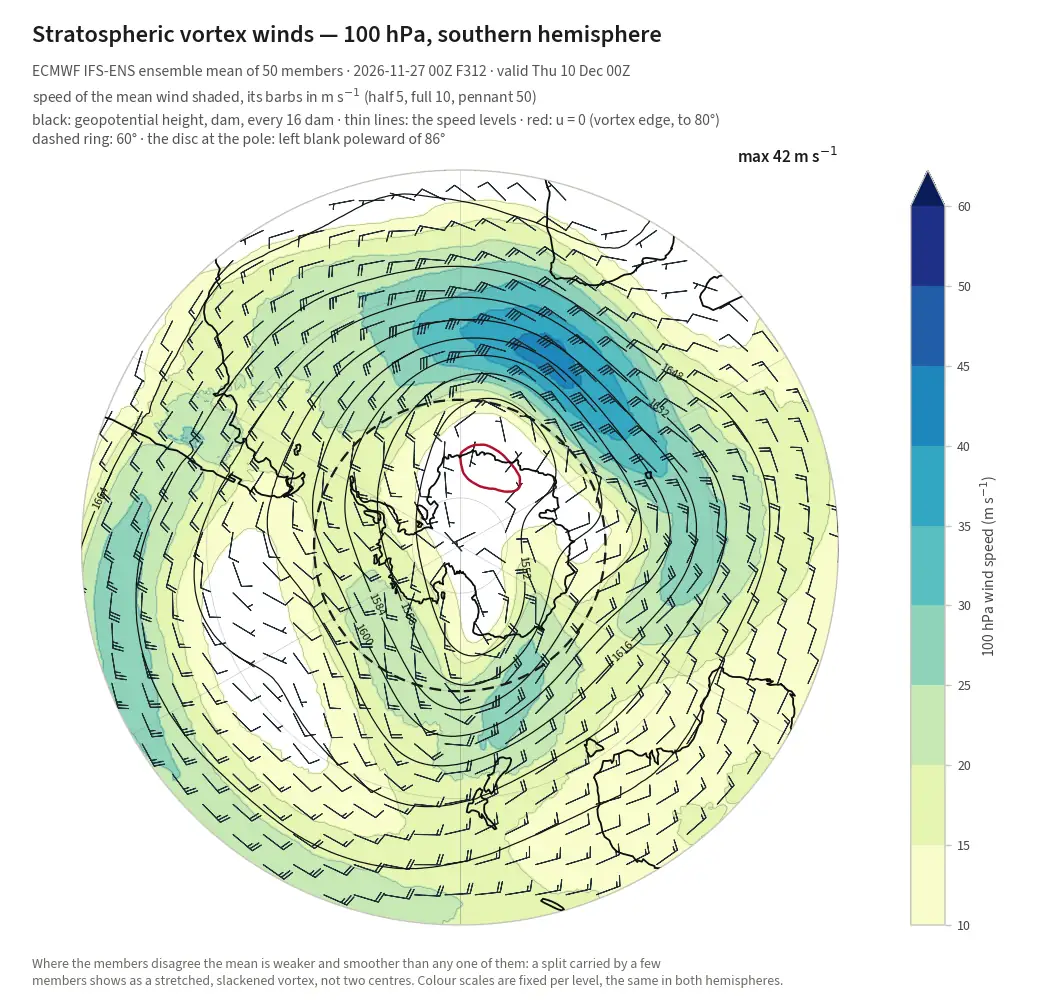 Stratospheric vortex winds — 100 hPa, southern hemisphere
ECMWF IFS-ENS ensemble mean of 50 members · 2026-11-27 00Z F312 · valid Thu 10 Dec 00Z
speed of the mean wind shaded, its barbs in m s⁻¹ (half 5, full 10, pennant 50)
black: geopotential height, dam, every 16 dam · thin lines: the speed levels · red: u = 0 (vortex edge, to 80°)
dashed ring: 60° · the disc at the pole: left blank poleward of 86°
max 42 m s⁻¹
60
50
45
40
35
30
25
20
15
10
100 hPa wind speed (m s⁻¹)
1648
1632
1664
1552
1584
1568
1600
1616
Where the members disagree the mean is weaker and smoother than any one of them: a split carried by a few
members shows as a stretched, slackened vortex, not two centres. Colour scales are fixed per level, the same in both hemispheres.